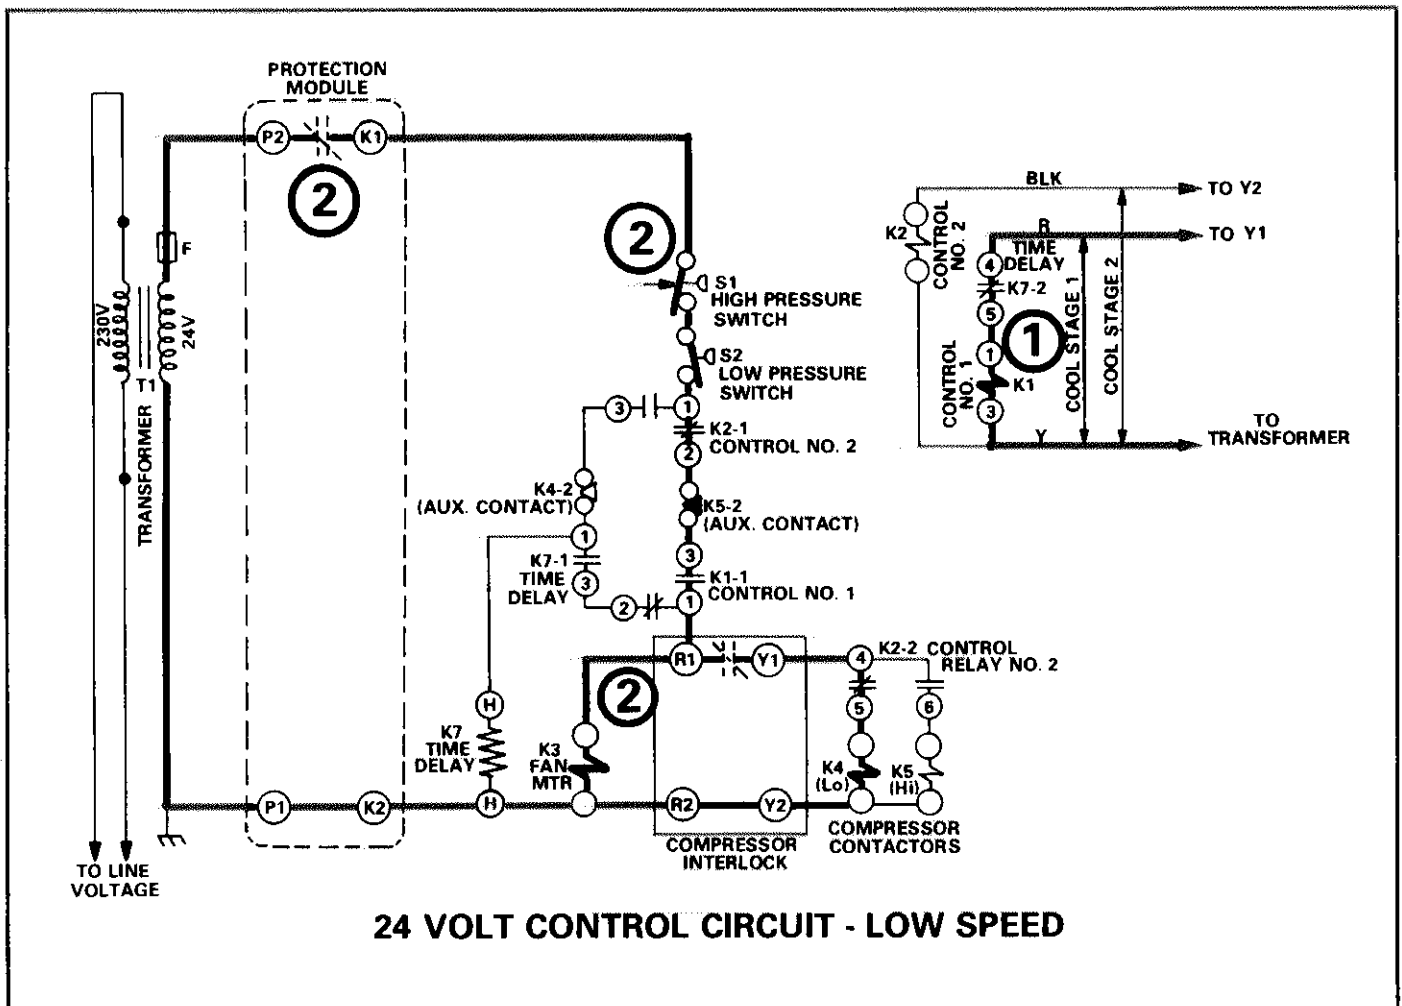 PROTECTION
MODULE
P2
K1
2
F
230V
24V
T1
TRANSFORMER
TO LINE
VOLTAGE
P1
K2
2
S1
HIGH PRESSURE
SWITCH
S2
LOW PRESSURE
SWITCH
3
1
K2-1
CONTROL NO. 2
2
K4-2
(AUX. CONTACT)
K5-2
(AUX. CONTACT)
1
3
K7-1
TIME
DELAY
3
K1-1
CONTROL NO. 1
2
1
R1
Y1
2
4
K2-2 CONTROL
RELAY NO. 2
5
6
H
K7
TIME
DELAY
H
K3
FAN
MTR
R2
Y2
K4
(Lo)
K5
(Hi)
COMPRESSOR
INTERLOCK
COMPRESSOR
CONTACTORS
BLK
TO Y2
K2
CONTROL
NO. 2
R
TO Y1
TIME
DELAY
4
K7-2
5
1
1
CONTROL
NO. 1
K1
3
COOL STAGE 1
COOL STAGE 2
Y
TO
TRANSFORMER
24 VOLT CONTROL CIRCUIT - LOW SPEED